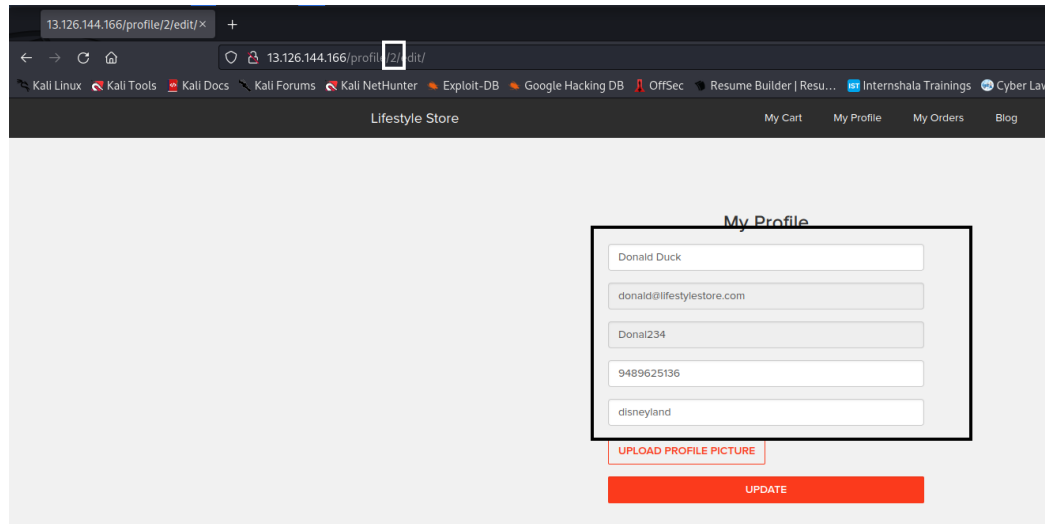 13.126.144.166/profile/2/edit/ × +
13.126.144.166/profile/2/edit/
Kali Linux Kali Tools Kali Docs Kali Forums Kali NetHunter Exploit-DB Google Hacking DB OffSec Resume Builder | Resu... Internshala Trainings Cyber Law
Lifestyle Store My Cart My Profile My Orders Blog
My Profile
Donald Duck
donald@lifestylestore.com
Donal234
9489625136
disneyland
UPLOAD PROFILE PICTURE
UPDATE